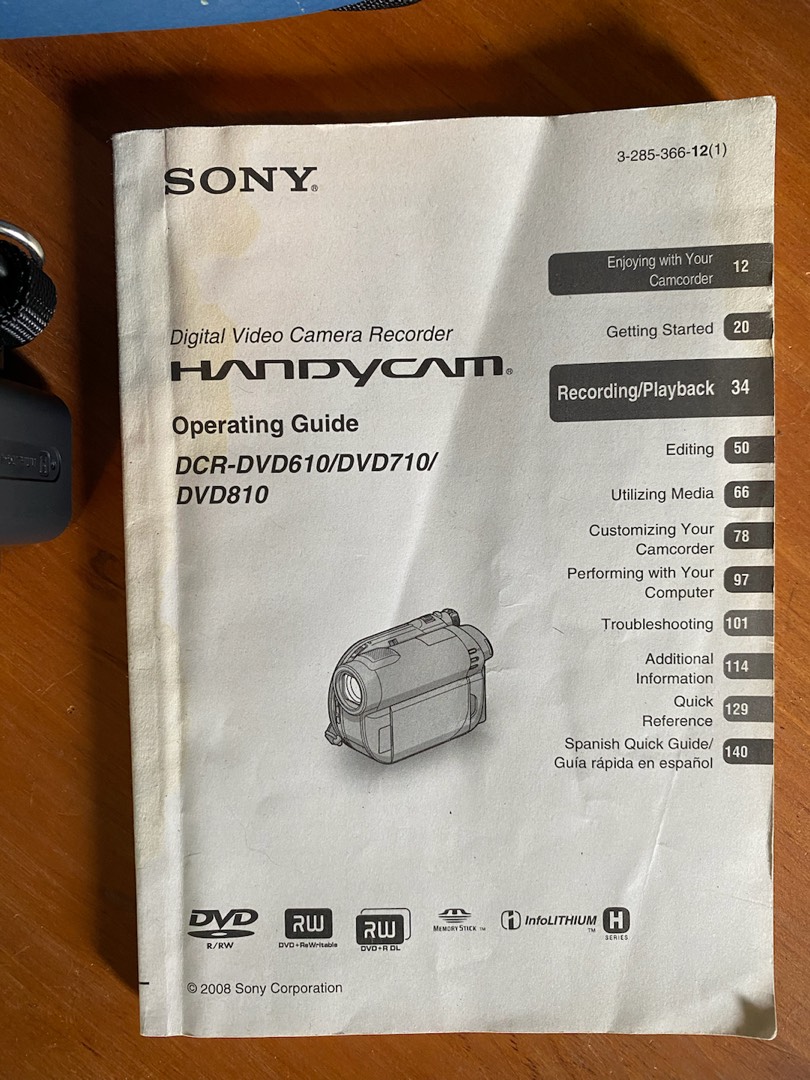 3-285-366-12(1)
SONY®
Enjoying with Your
Camcorder 12
Getting Started 20
Digital Video Camera Recorder
HANDYCAM®
Recording/Playback 34
Operating Guide
DCR-DVD610/DVD710/
DVD810
Editing 50
Utilizing Media 66
Customizing Your
Camcorder 78
Performing with Your
Computer 97
Troubleshooting 101
Additional
Information 114
Quick
Reference 129
Spanish Quick Guide/
Guía rápida en español 140
DVD
R/RW
RW
DVD+ReWritable
RW
DVD+R DL
MEMORY STICK TM
i InfoLITHIUM TM H
SERIES
© 2008 Sony Corporation